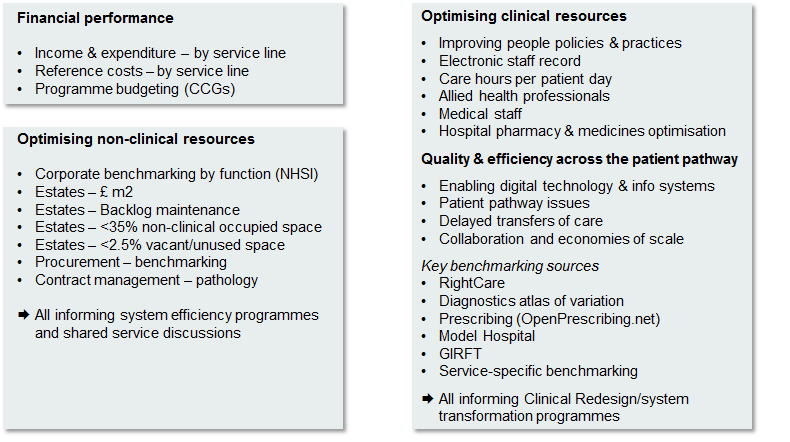 Financial performance
• Income & expenditure – by service line
• Reference costs – by service line
• Programme budgeting (CCGs)
Optimising non-clinical resources
• Corporate benchmarking by function (NHSI)
• Estates – £ m2
• Estates – Backlog maintenance
• Estates – <35% non-clinical occupied space
• Estates – <2.5% vacant/unused space
• Procurement – benchmarking
• Contract management – pathology
🡆 All informing system efficiency programmes
and shared service discussions
Optimising clinical resources
• Improving people policies & practices
• Electronic staff record
• Care hours per patient day
• Allied health professionals
• Medical staff
• Hospital pharmacy & medicines optimisation
Quality & efficiency across the patient pathway
• Enabling digital technology & info systems
• Patient pathway issues
• Delayed transfers of care
• Collaboration and economies of scale
Key benchmarking sources
• RightCare
• Diagnostics atlas of variation
• Prescribing (OpenPrescribing.net)
• Model Hospital
• GIRFT
• Service-specific benchmarking
🡆 All informing Clinical Redesign/system
transformation programmes